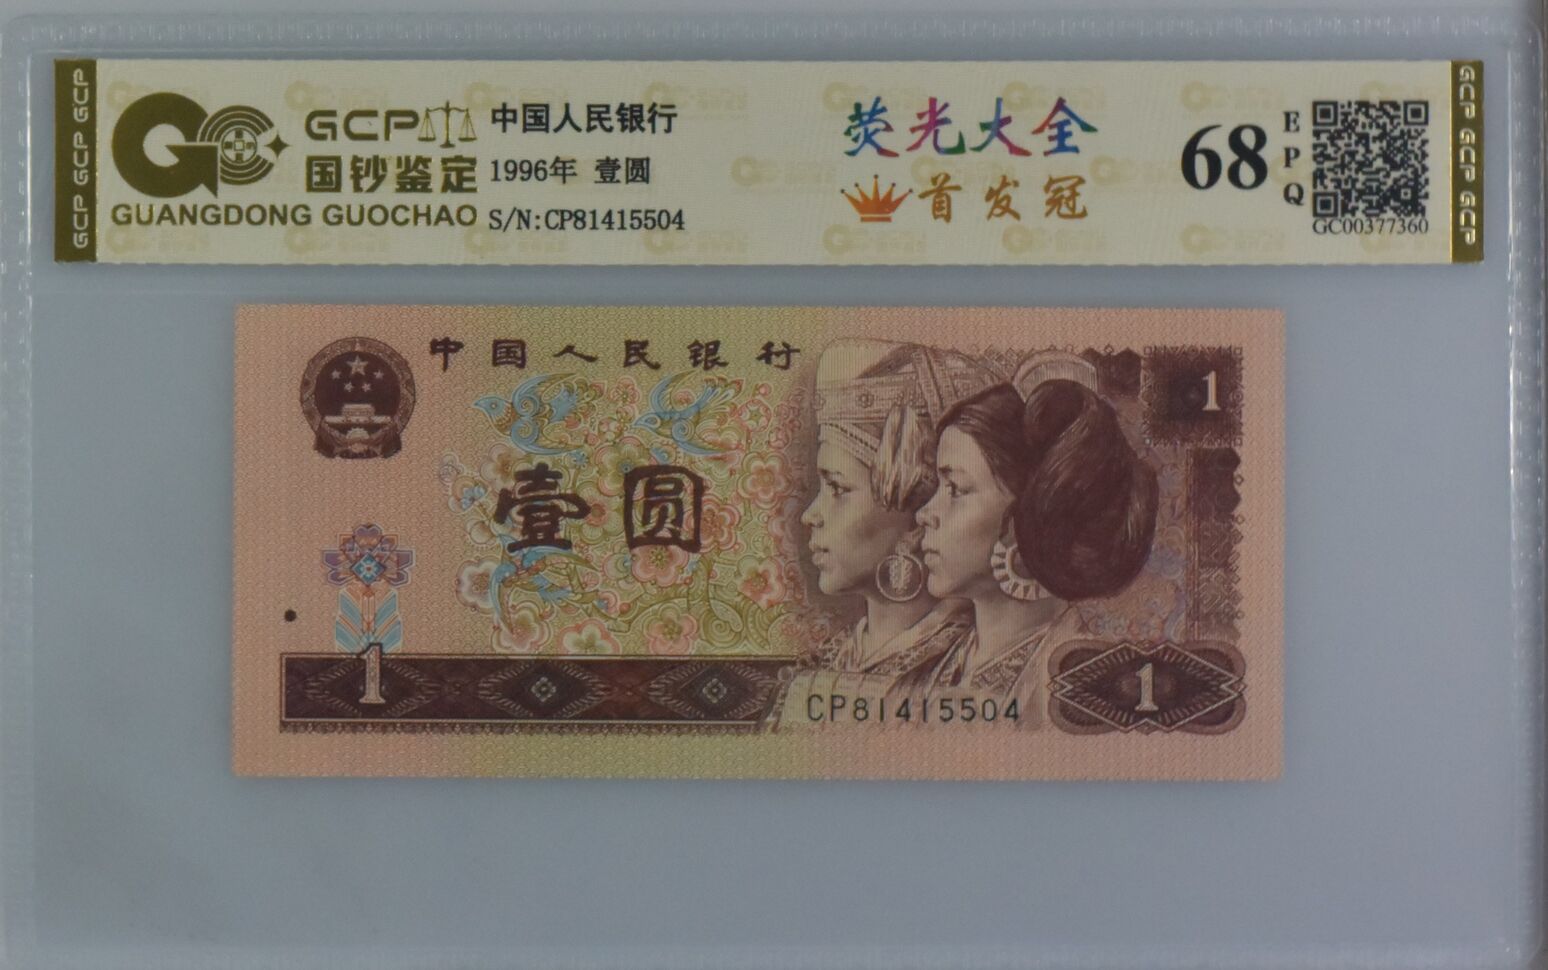 GCP GCP GCP
GCP
国钞鉴定
GUANGDONG GUOCHAO
中国人民银行
1996年 壹圆
S/N:CP81415504
荧光大全
首发冠
68
EPQ
GC00377360
GCP GCP GCP
中国人民银行
1
壹圆
1
CP81415504
1